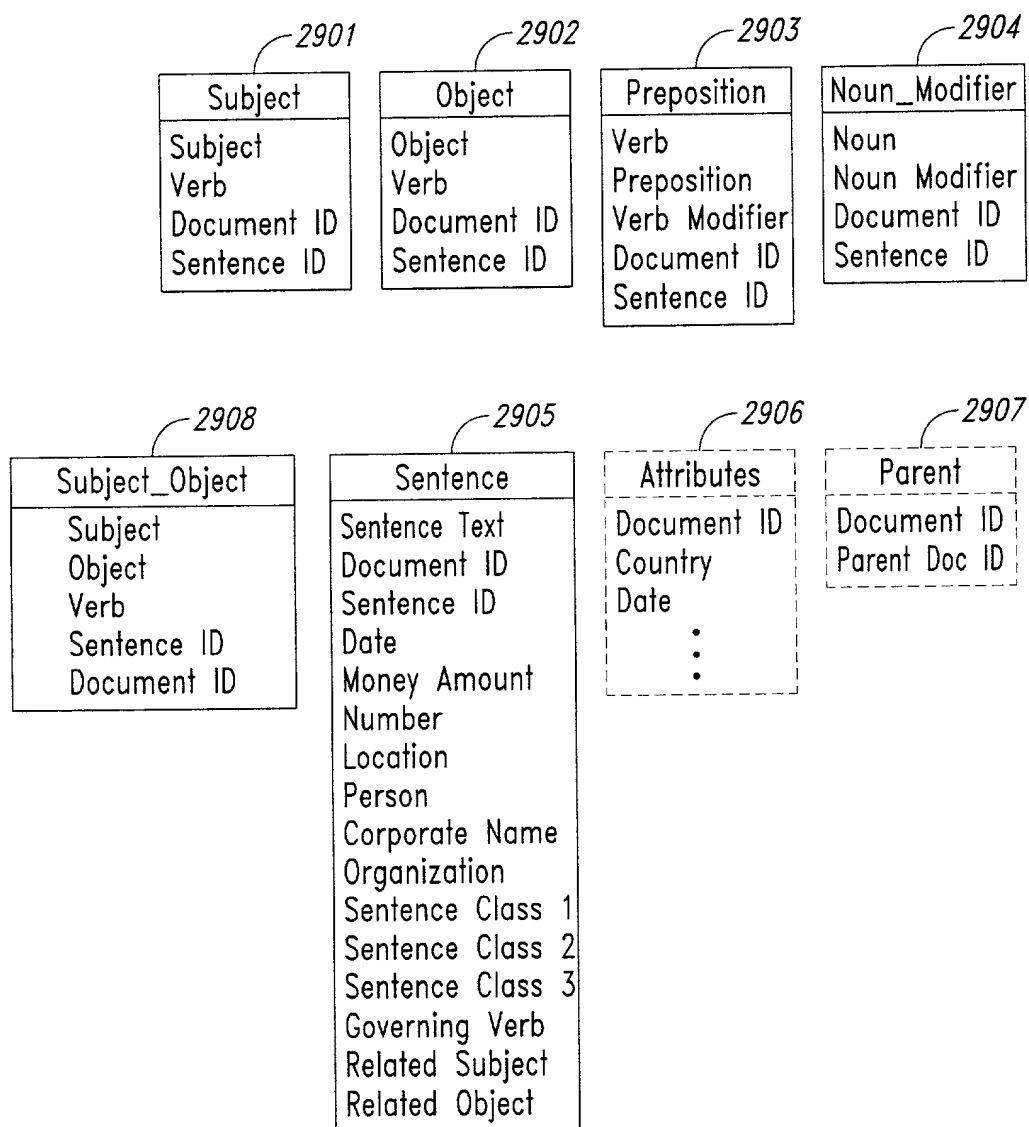 2901
Subject
Subject
Verb
Document ID
Sentence ID
2902
Object
Object
Verb
Document ID
Sentence ID
2903
Preposition
Verb
Preposition
Verb Modifier
Document ID
Sentence ID
2904
Noun_Modifier
Noun
Noun Modifier
Document ID
Sentence ID
2908
Subject_Object
Subject
Object
Verb
Sentence ID
Document ID
2905
Sentence
Sentence Text
Document ID
Sentence ID
Date
Money Amount
Number
Location
Person
Corporate Name
Organization
Sentence Class 1
Sentence Class 2
Sentence Class 3
Governing Verb
Related Subject
Related Object
2906
Attributes
Document ID
Country
Date
2907
Parent
Document ID
Parent Doc ID